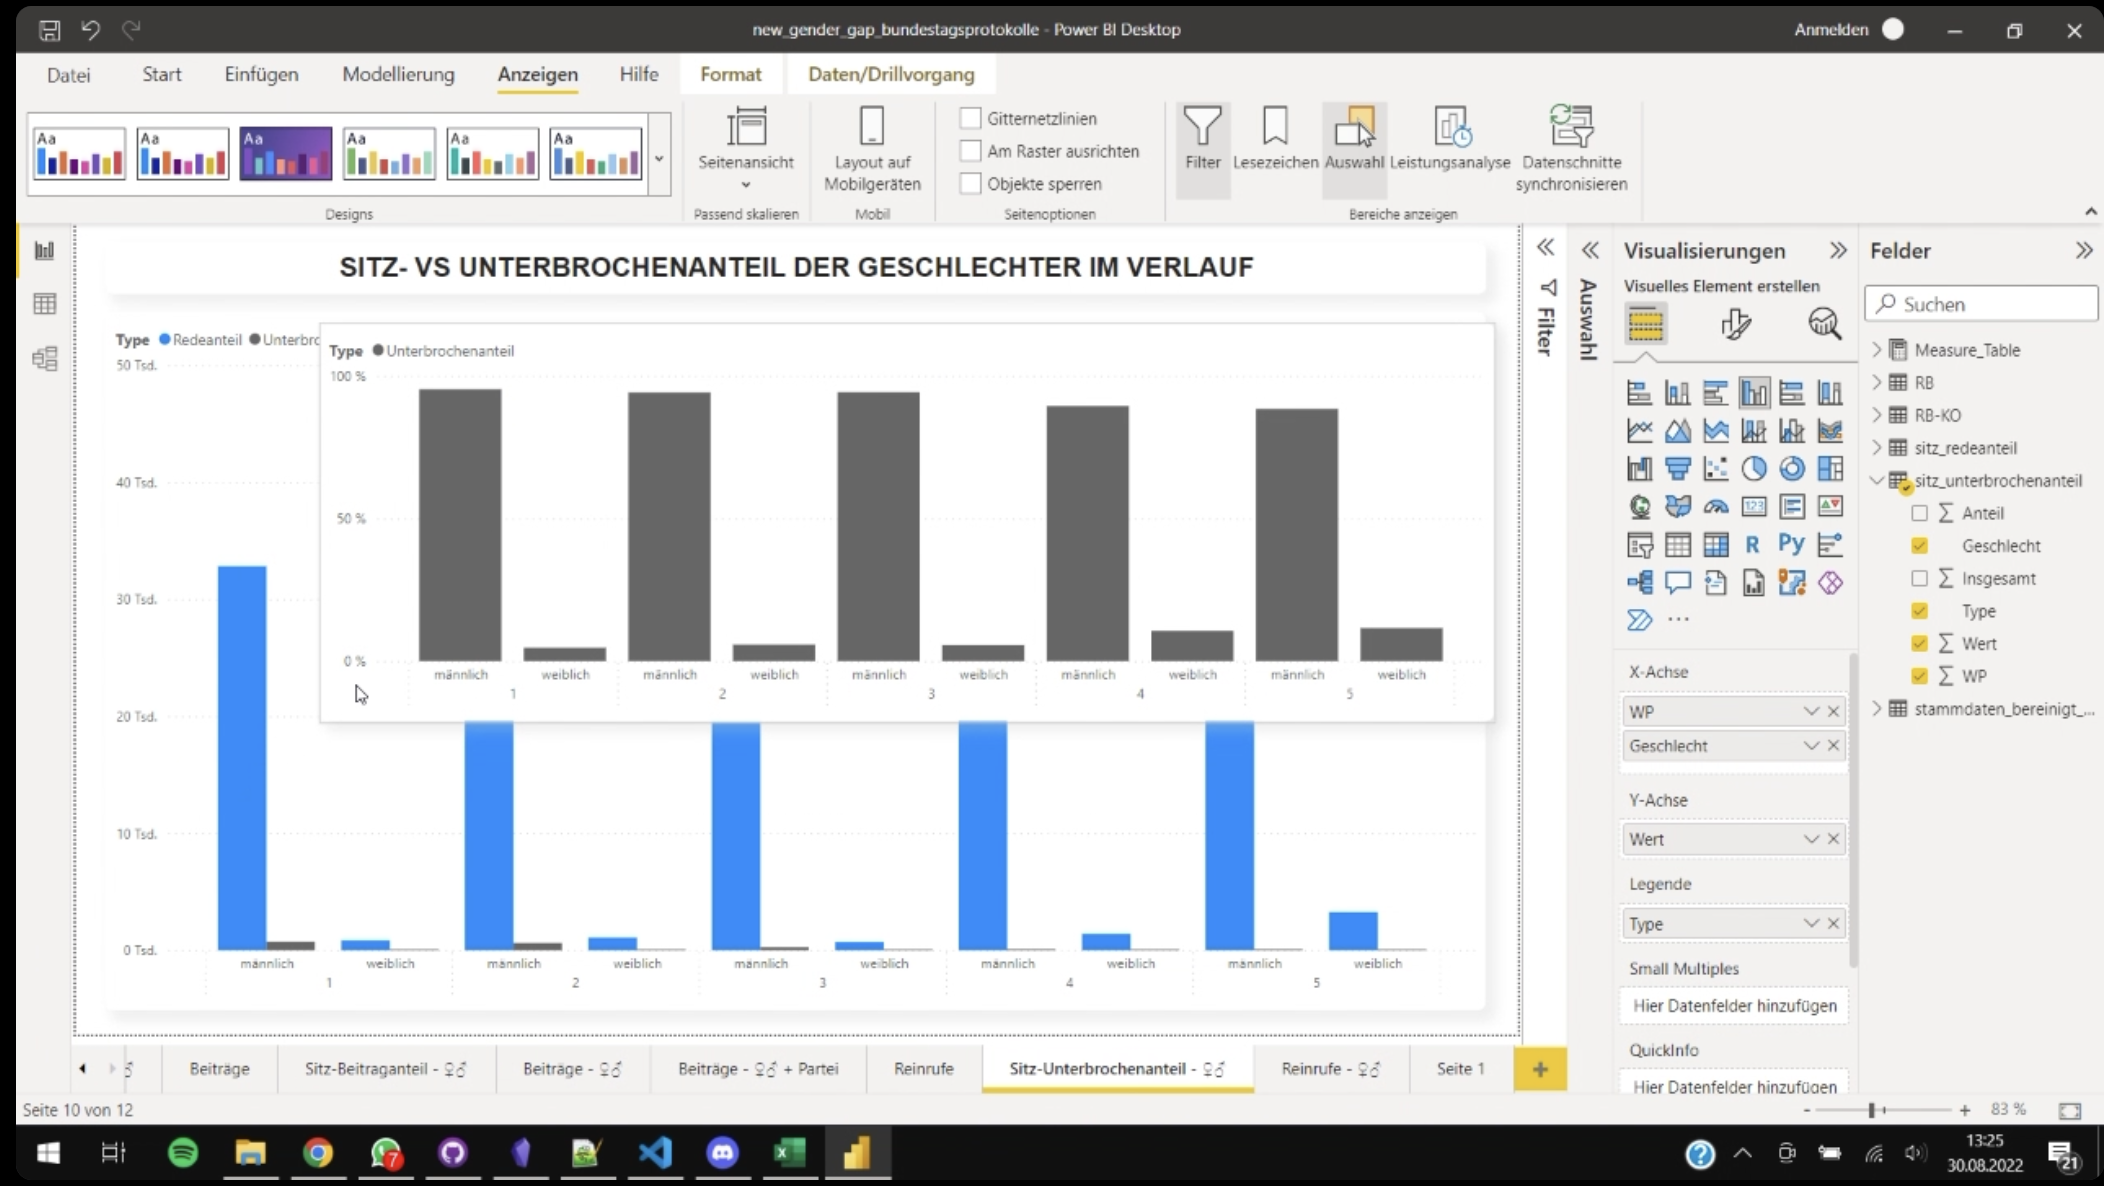 new_gender_gap_bundestagsprotokolle - Power BI Desktop
Anmelden
Datei Start Einfügen Modellierung Anzeigen Hilfe Format Daten/Drillvorgang
Aa Aa Aa Aa Aa Aa
Designs
Seitenansicht
Passend skalieren
Layout auf
Mobilgeräten
Mobil
Gitternetzlinien
Am Raster ausrichten
Objekte sperren
Seitenoptionen
Filter Lesezeichen Auswahl Leistungsanalyse Datenschnitte
synchronisieren
Bereiche anzeigen
SITZ- VS UNTERBROCHENANTEIL DER GESCHLECHTER IM VERLAUF
Type Redeanteil Unterbro
50 Tsd.
40 Tsd.
30 Tsd.
20 Tsd.
10 Tsd.
0 Tsd.
männlich weiblich männlich weiblich männlich weiblich männlich weiblich männlich weiblich
1 2 3 4 5
Type Unterbrochenanteil
100 %
50 %
0 %
männlich weiblich männlich weiblich männlich weiblich männlich weiblich männlich weiblich
1 2 3 4 5
Filter
Auswahl
Visualisierungen
Visuelles Element erstellen
123
R Py
...
X-Achse
WP
Geschlecht
Y-Achse
Wert
Legende
Type
Small Multiples
Hier Datenfelder hinzufügen
QuickInfo
Hier Datenfelder hinzufügen
Felder
Suchen
Measure_Table
RB
RB-KO
sitz_redeanteil
sitz_unterbrochenanteil
∑ Anteil
Geschlecht
∑ Insgesamt
Type
∑ Wert
∑ WP
stammdaten_bereinigt_...
Beiträge Sitz-Beitraganteil - ♀♂ Beiträge - ♀♂ Beiträge - ♀♂ + Partei Reinrufe Sitz-Unterbrochenanteil - ♀♂ Reinrufe - ♀♂ Seite 1 +
Seite 10 von 12
- + 83 %
7
13:25
30.08.2022
21